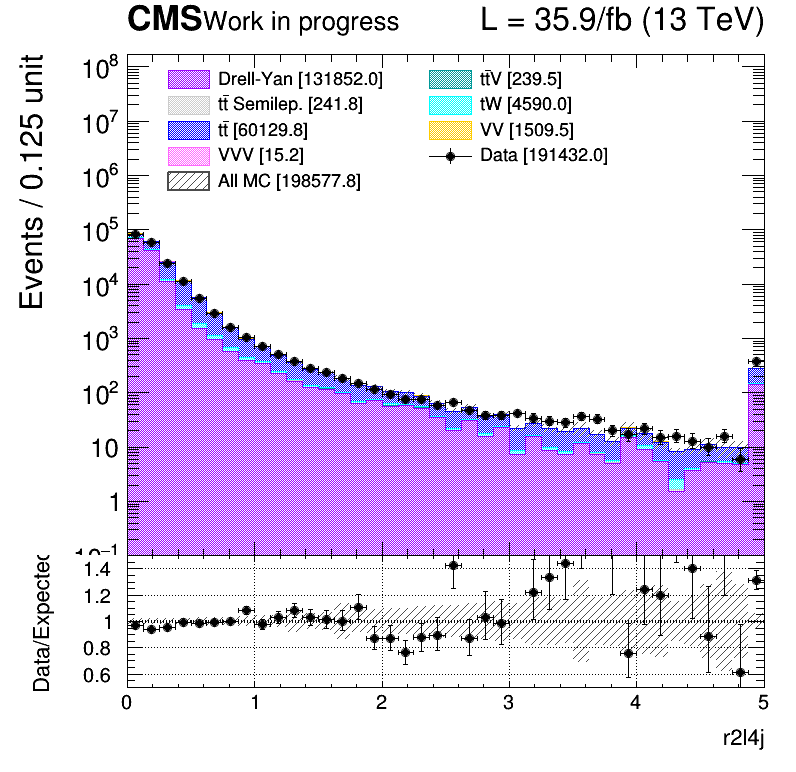 CMS Work in progress L = 35.9/fb (13 TeV)
Events / 0.125 unit
10⁸
10⁷
10⁶
10⁵
10⁴
10³
10²
10
1
10⁻¹
Drell-Yan [131852.0]
tt̄ Semilep. [241.8]
tt̄ [60129.8]
VVV [15.2]
All MC [198577.8]
tt̄V [239.5]
tW [4590.0]
VV [1509.5]
Data [191432.0]
Data/Expected
1.4
1.2
1
0.8
0.6
0 1 2 3 4 5
r2l4j